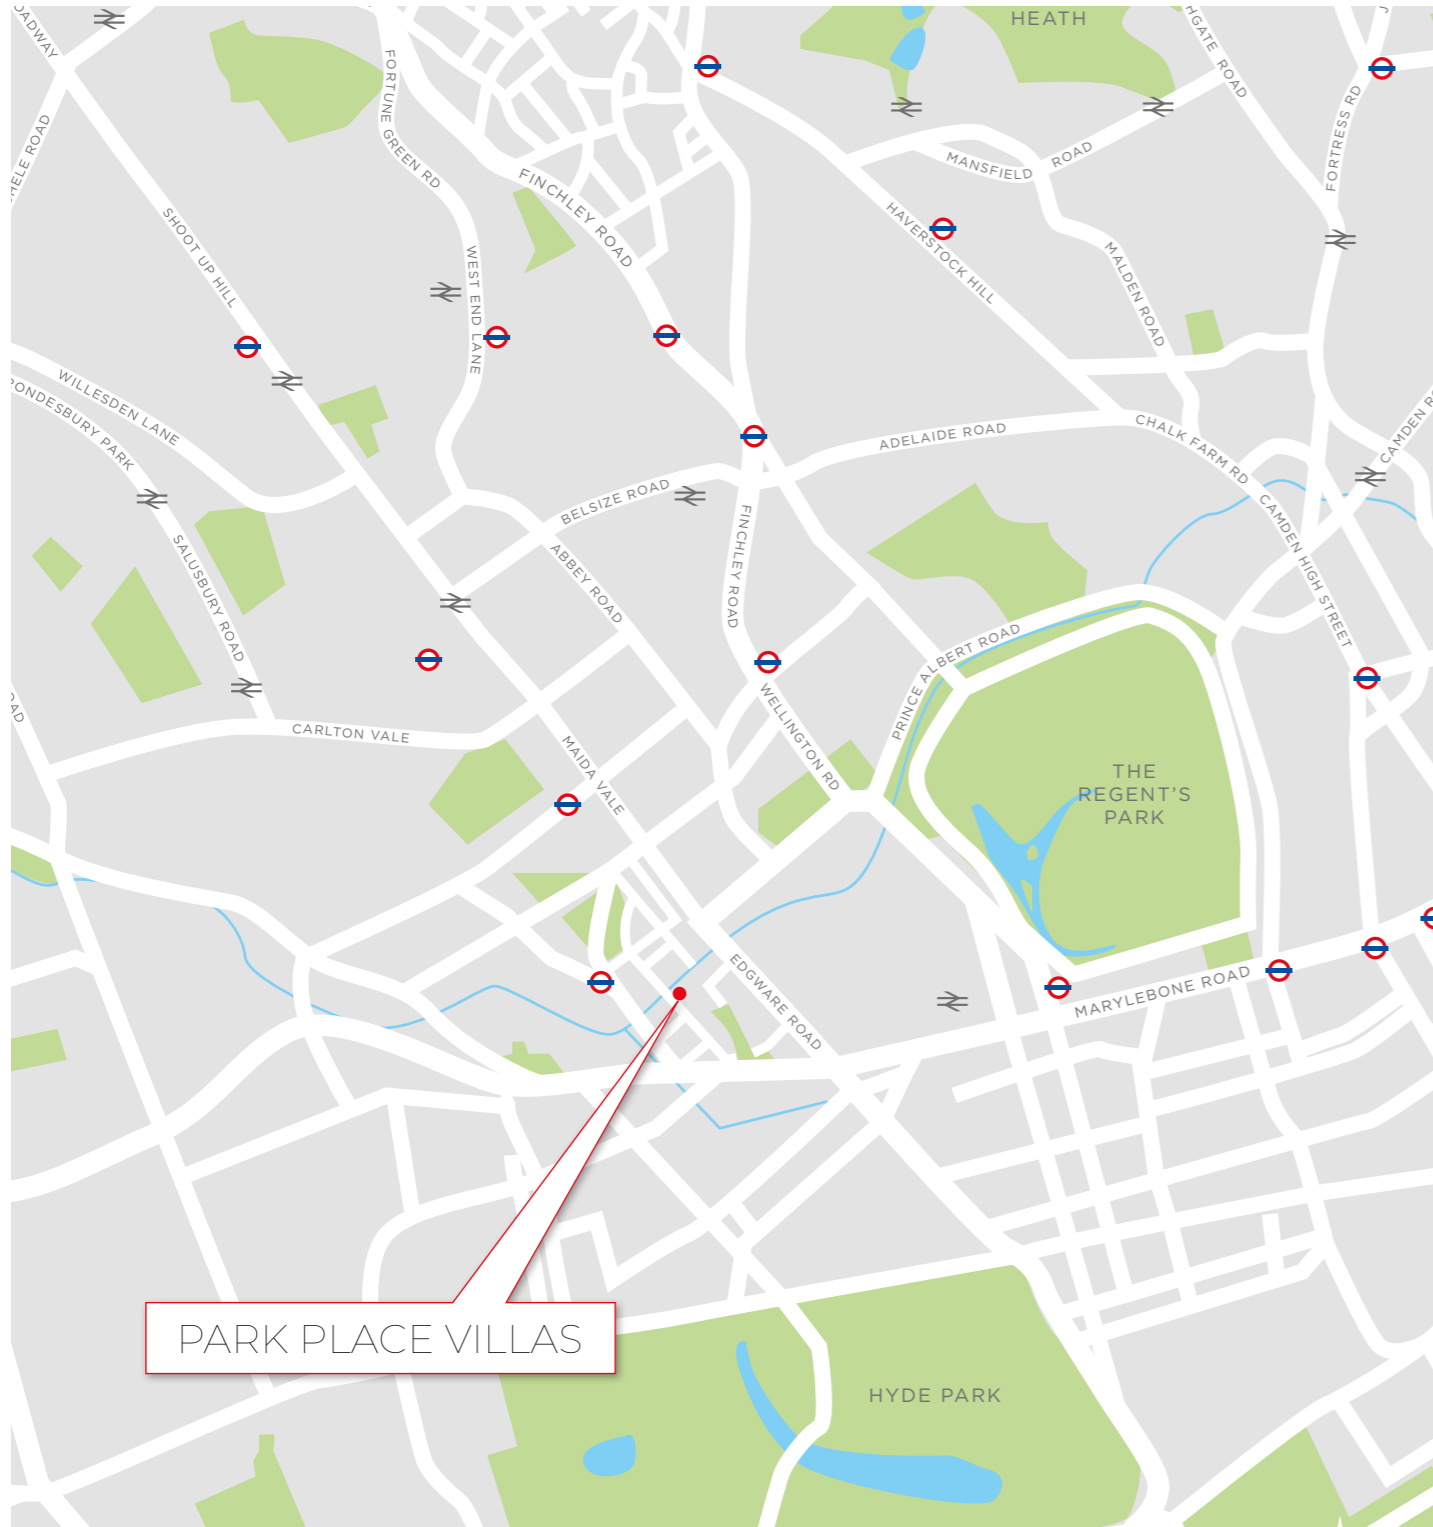 HEATH
FORTUNE GREEN RD
FINCHLEY ROAD
FORTRESS RD
MANSFIELD ROAD
SHOOT UP HILL
WEST END LANE
HAVERSTOCK HILL
MALDEN ROAD
WILLESDEN LANE
ADELAIDE ROAD
CHALK FARM RD
BELSIZE ROAD
FINCHLEY ROAD
CAMDEN HIGH STREET
SALUSBURY ROAD
ABBEY ROAD
PRINCE ALBERT ROAD
CARLTON VALE
WELLINGTON RD
MAIDA VALE
THE
REGENT'S
PARK
EDGWARE ROAD
MARYLEBONE ROAD
PARK PLACE VILLAS
HYDE PARK